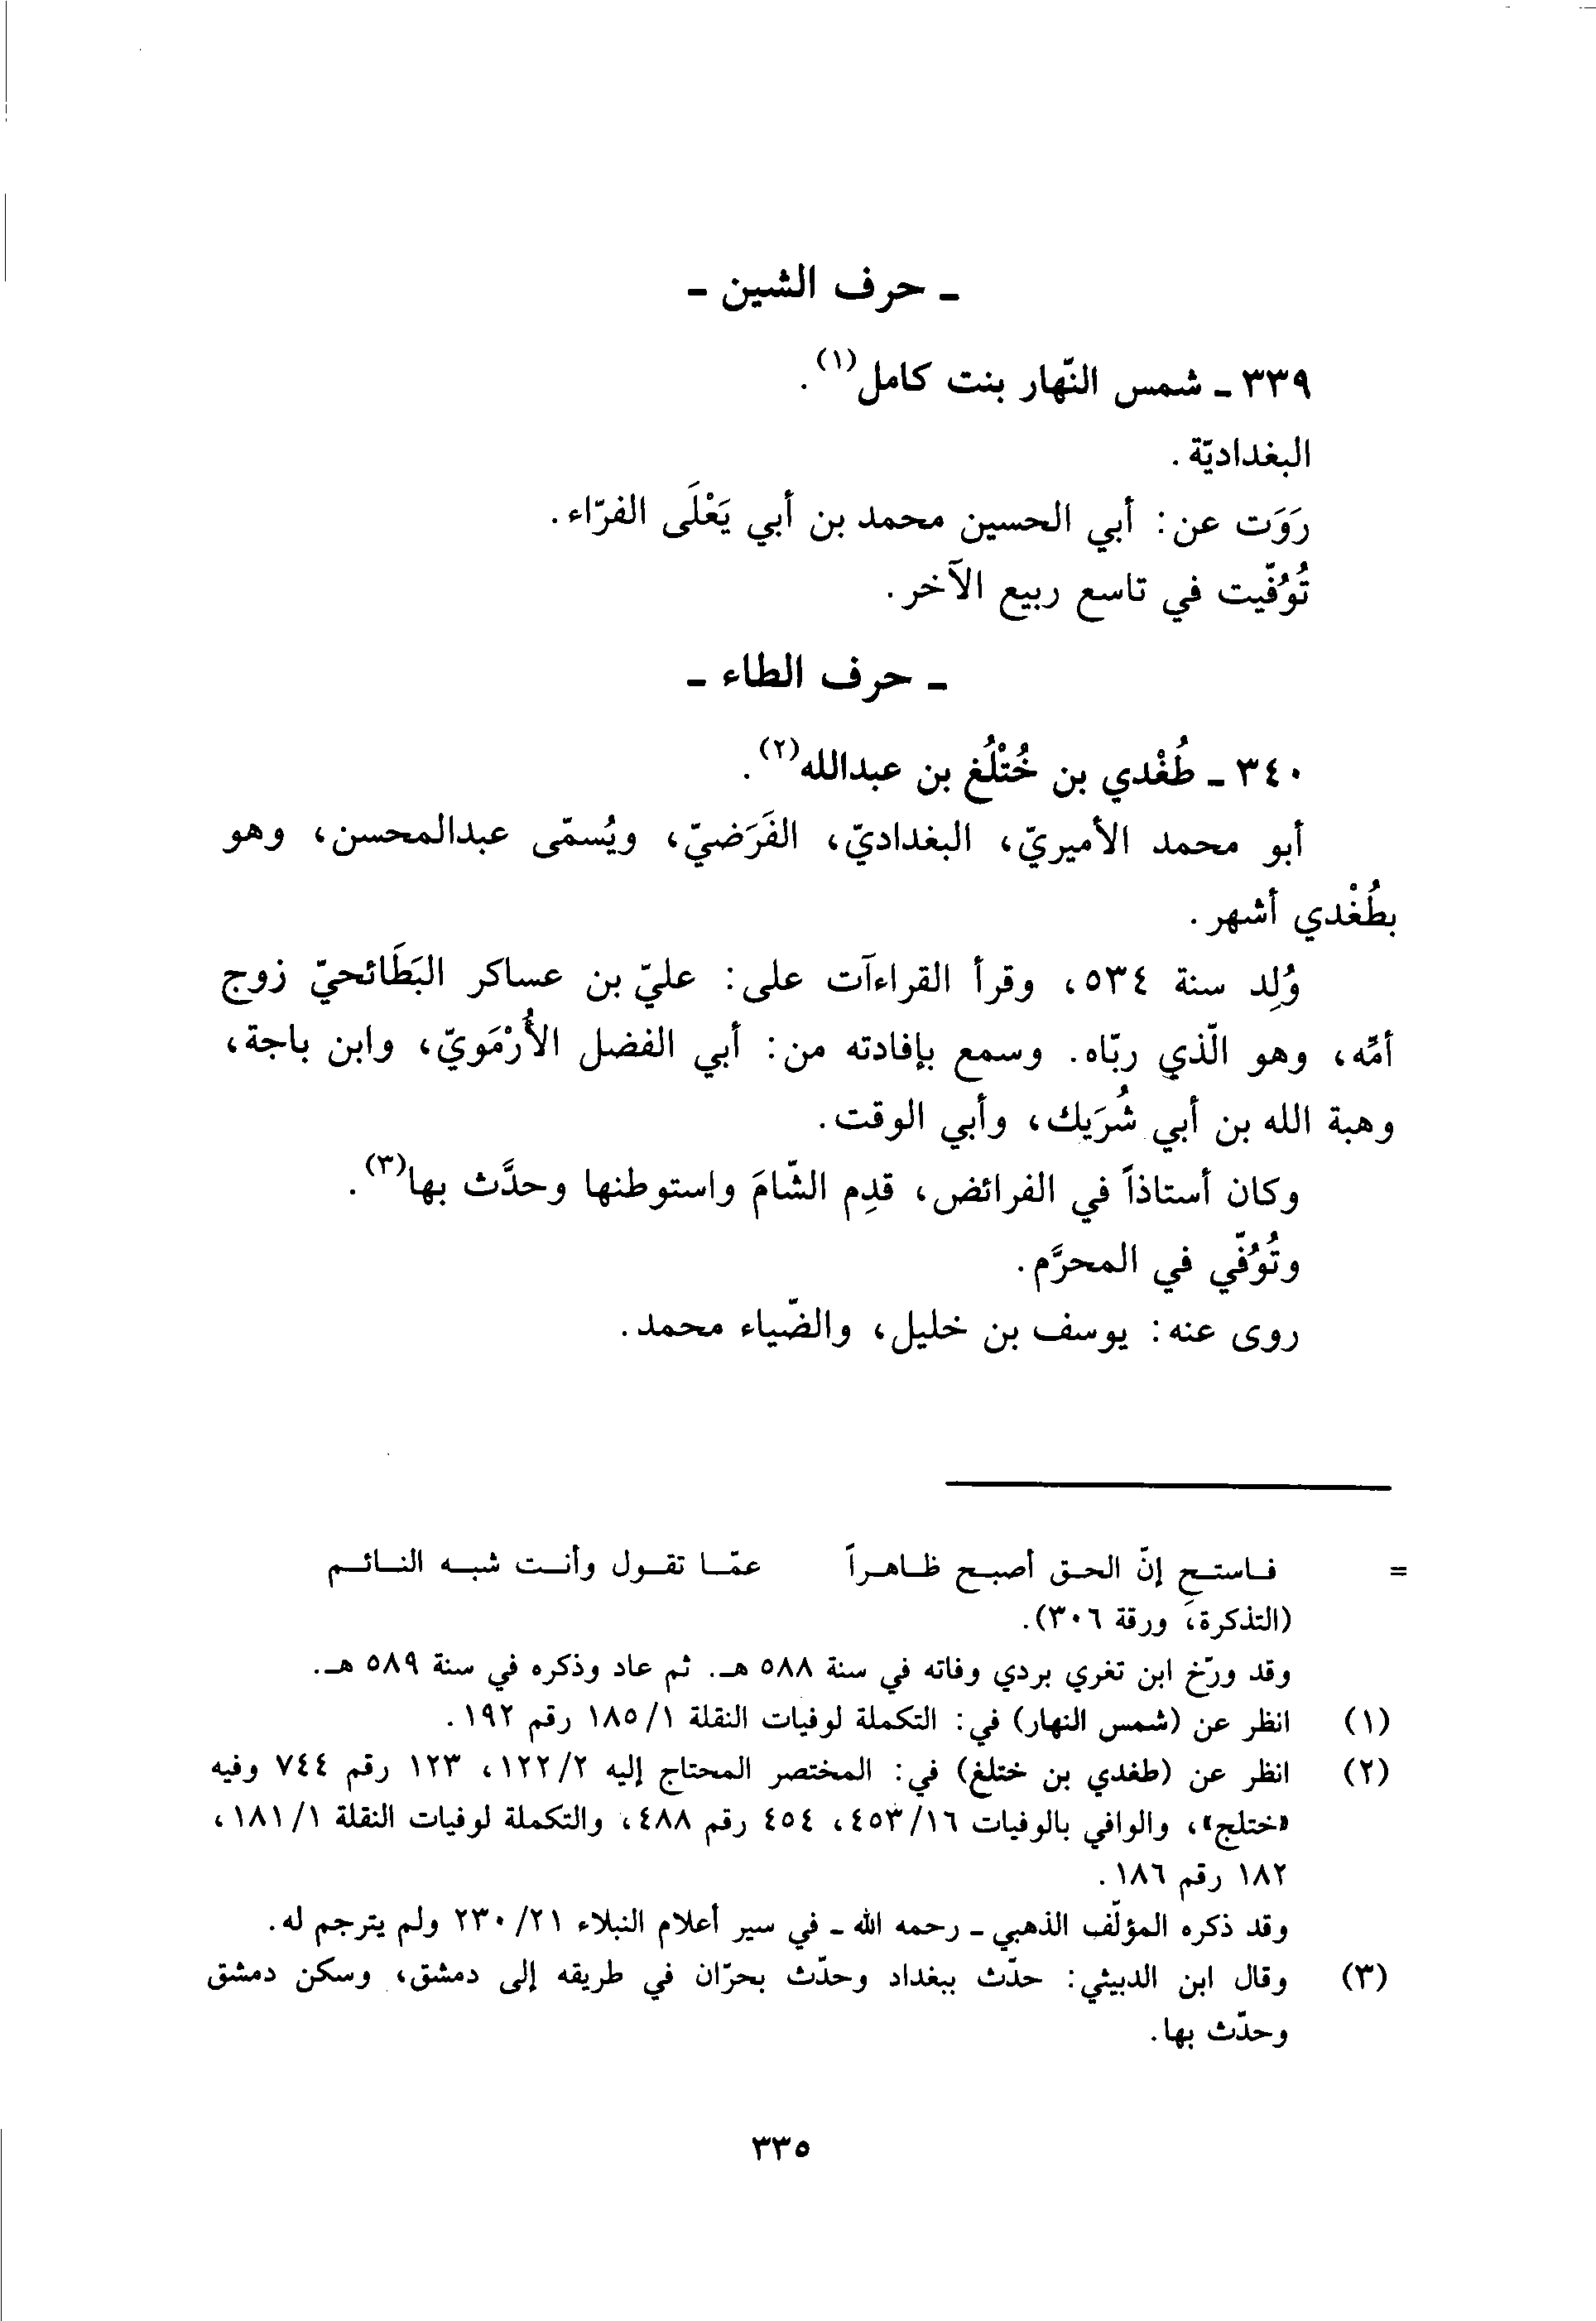 ـ حرف الشين ـ
٣٣٩ ـ شمس النّهار بنت كامل(١).
البغداديّة.
رَوَت عن: أبي الحسين محمد بن أبي يَعْلَى الفرّاء.
تُوُفّيت في تاسع ربيع الآخر.
ـ حرف الطاء ـ
٣٤٠ ـ طُغْدي بن خُتْلُغ بن عبدالله(٢).
أبو محمد الأميريّ، البغداديّ، الفَرَضيّ، ويُسمّى عبدالمحسن، وهو
بطُغْدي أشهر.
وُلِد سنة ٥٣٤، وقرأ القراءآت على: عليّ بن عساكر البَطَائحيّ زوج
أمّه، وهو الّذي ربّاه. وسمع بإفادته من: أبي الفضل الأُرْمَويّ، وابن باجة،
وهبة الله بن أبي شُرَيك، وأبي الوقت.
وكان أستاذاً في الفرائض، قدِم الشّامَ واستوطنها وحدَّث بها(٣).
وتُوُفّي في المحرَّم.
روى عنه: يوسف بن خليل، والضّياء محمد.
= فـاستـحِ إنّ الحـق أصبـح ظـاهـراً عمّـا تقـول وأنـت شبـه النـائـم
(التذكرة، ورقة ٣٠٦).
وقد ورّخ ابن تغري بردي وفاته في سنة ٥٨٨ هـ. ثم عاد وذكره في سنة ٥٨٩ هـ.
(١) انظر عن (شمس النهار) في: التكملة لوفيات النقلة ١/ ١٨٥ رقم ١٩٢.
(٢) انظر عن (طغدي بن ختلغ) في: المختصر المحتاج إليه ٢/ ١٢٢، ١٢٣ رقم ٧٤٤ وفيه
«ختلج»، والوافي بالوفيات ١٦/ ٤٥٣، ٤٥٤ رقم ٤٨٨، والتكملة لوفيات النقلة ١/ ١٨١،
١٨٢ رقم ١٨٦.
وقد ذكره المؤلّف الذهبي ـ رحمه الله ـ في سير أعلام النبلاء ٢١/ ٢٣٠ ولم يترجم له.
(٣) وقال ابن الدبيثي: حدّث ببغداد وحدّث بحرّان في طريقه إلى دمشق، وسكن دمشق
وحدّث بها.
٣٣٥